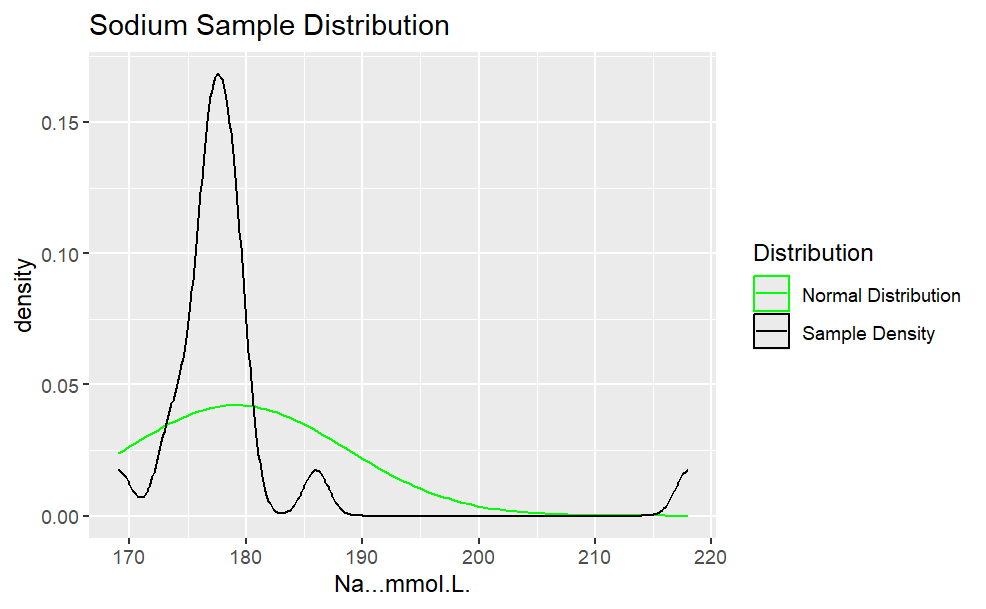 Sodium Sample Distribution
0.15
0.10
0.05
0.00
density
170 180 190 200 210 220
Na...mmol.L.
Distribution
Normal Distribution
Sample Density